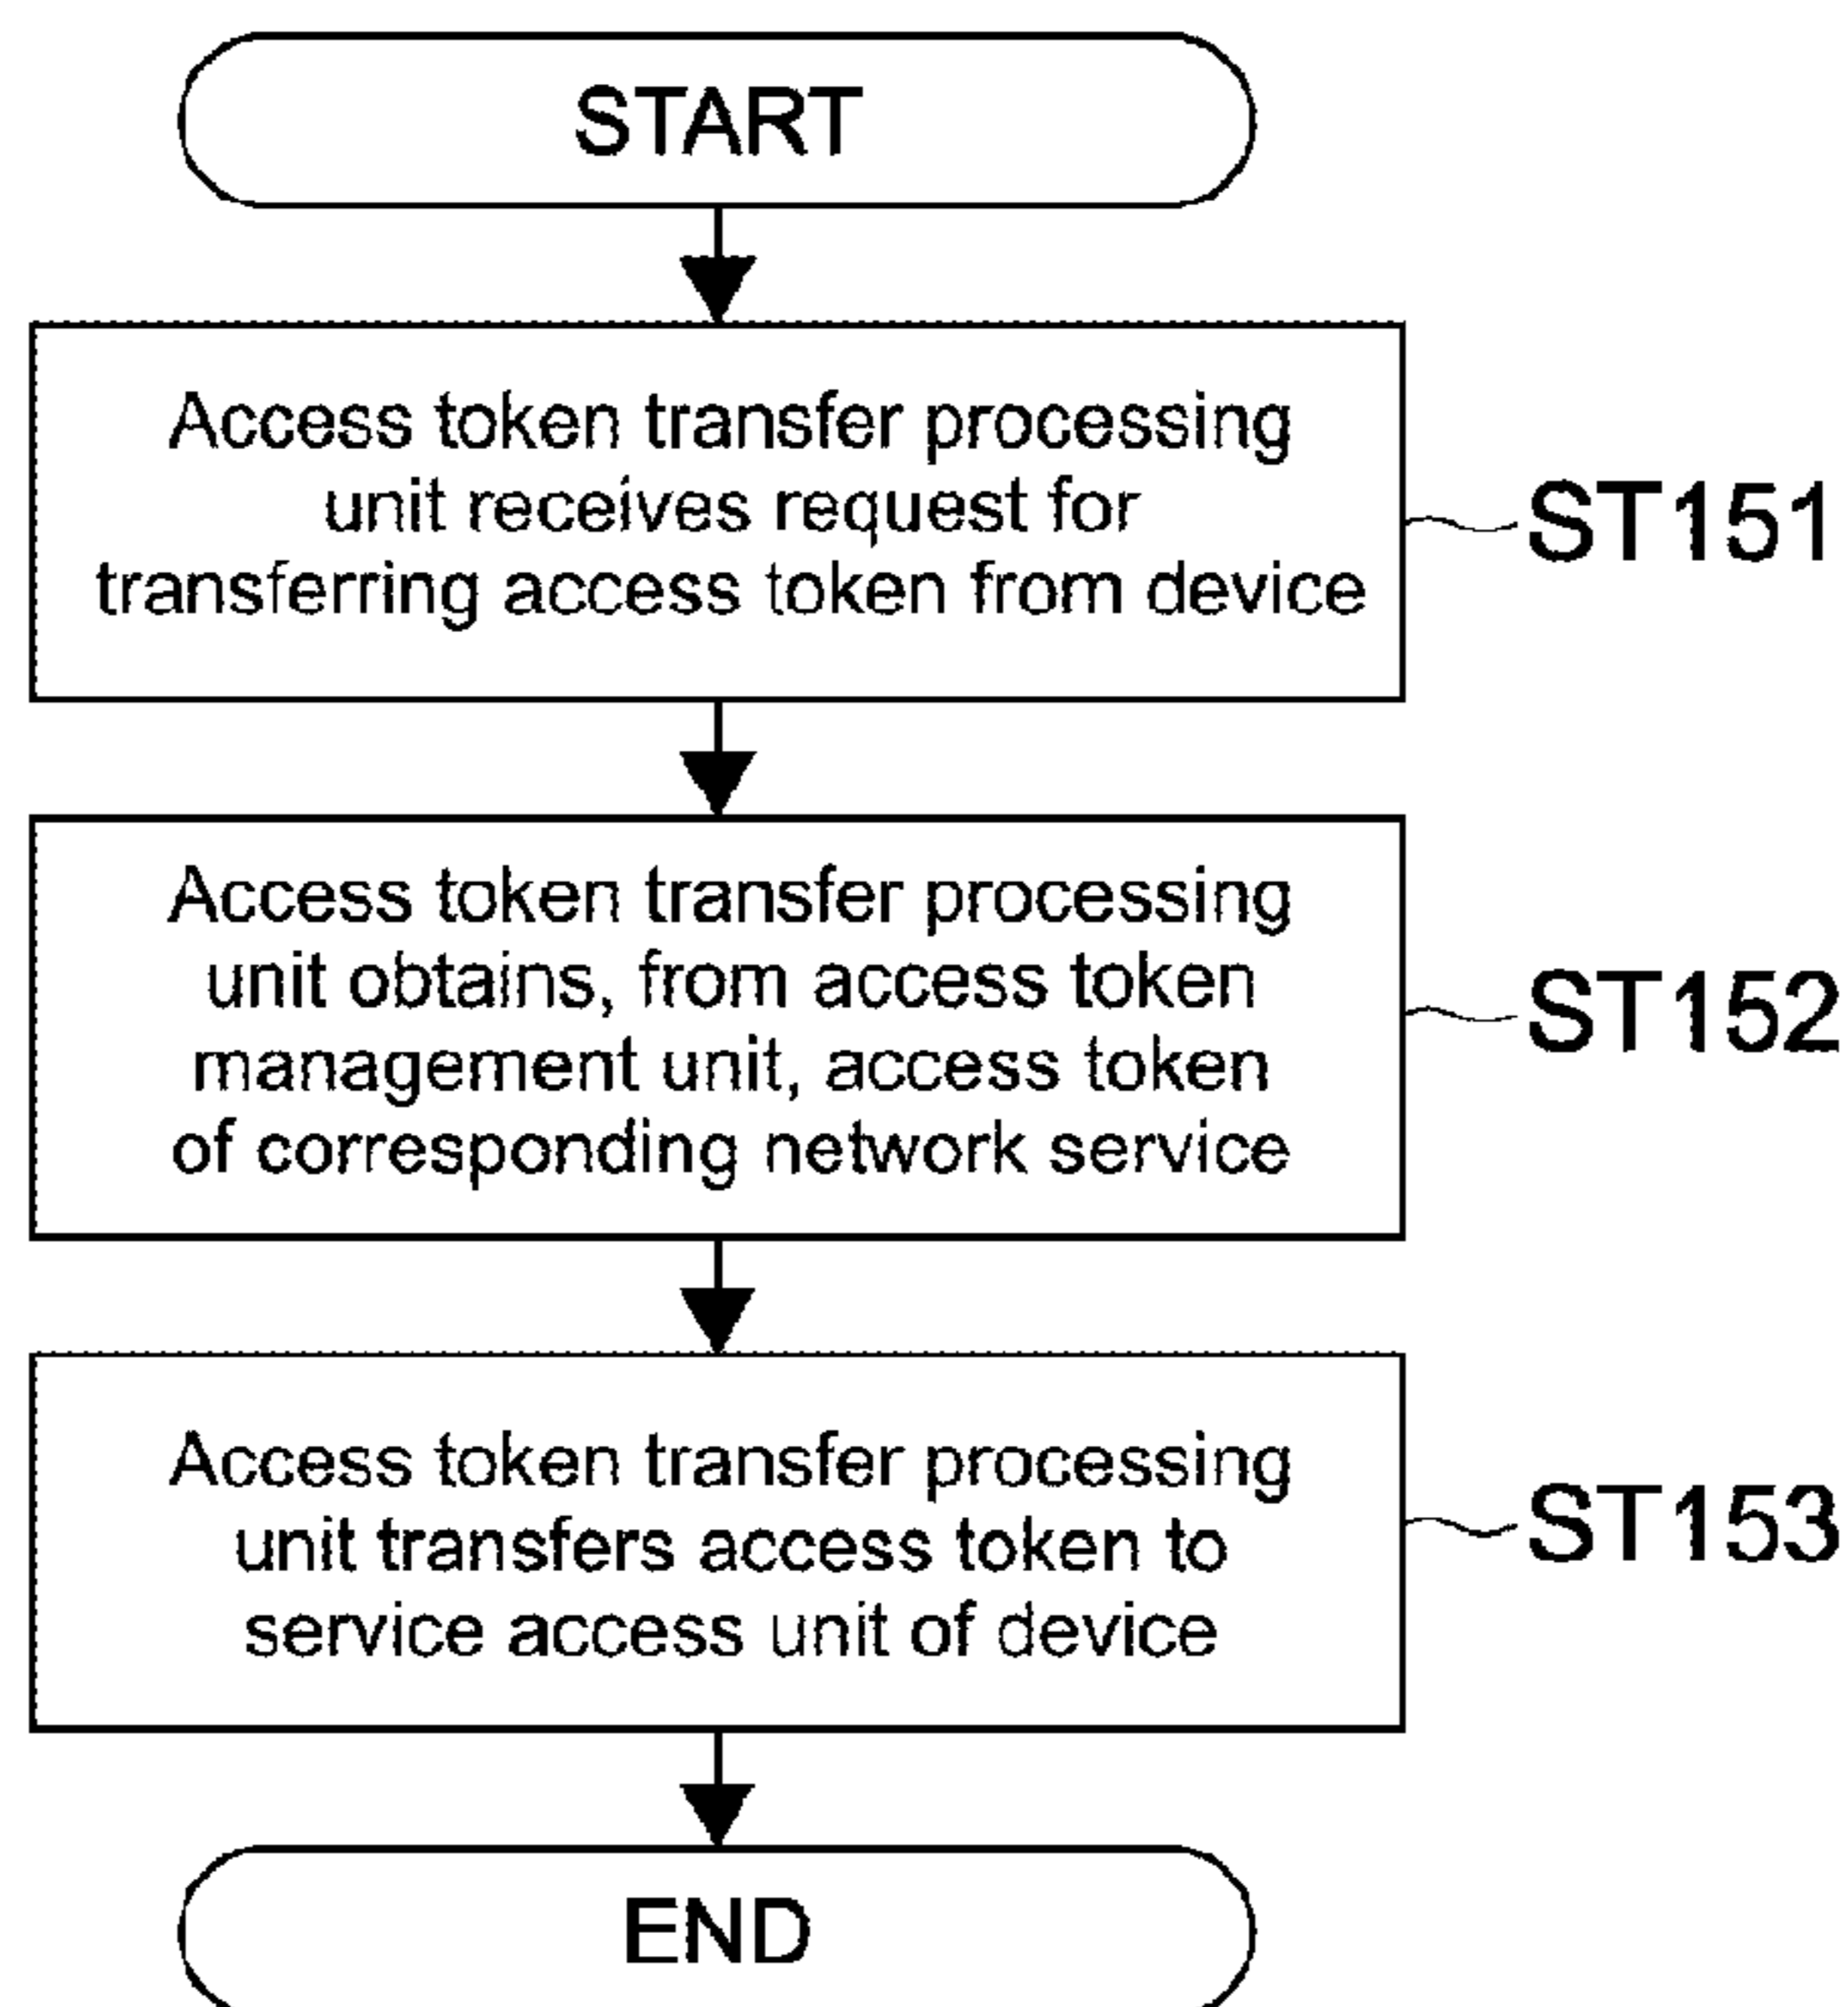 START
Access token transfer processing
unit receives request for
transferring access token from device
ST151
Access token transfer processing
unit obtains, from access token
management unit, access token
of corresponding network service
ST152
Access token transfer processing
unit transfers access token to
service access unit of device
ST153
END